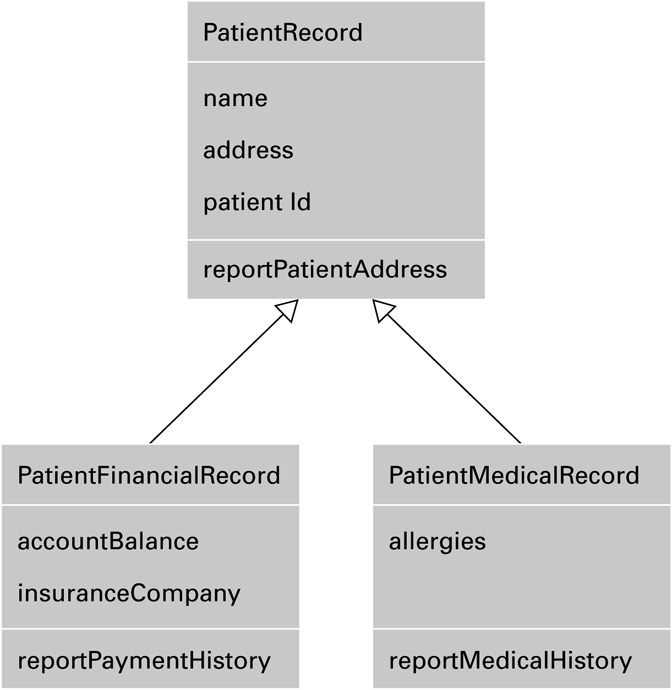 PatientRecord
name
address
patient Id
reportPatientAddress
PatientFinancialRecord
accountBalance
insuranceCompany
reportPaymentHistory
PatientMedicalRecord
allergies
reportMedicalHistory